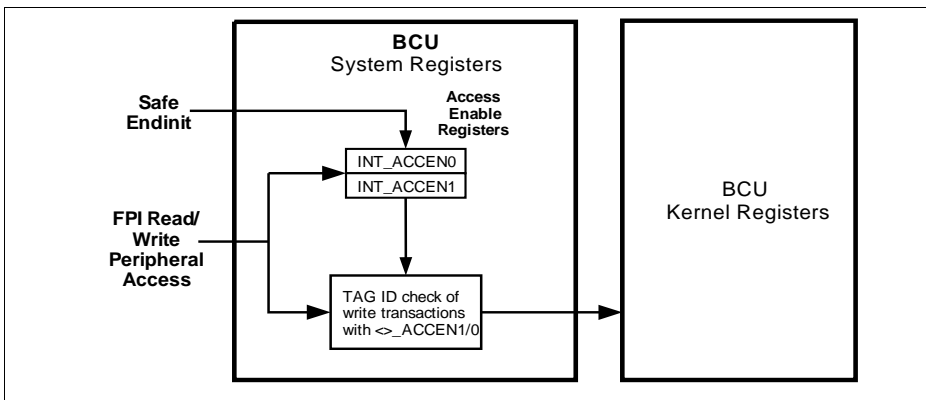 BCU
System Registers
Safe
Endinit
Access
Enable
Registers
INT_ACCEN0
INT_ACCEN1
FPI Read/
Write
Peripheral
Access
TAG ID check of
write transactions
with <>_ACCEN1/0
BCU
Kernel Registers